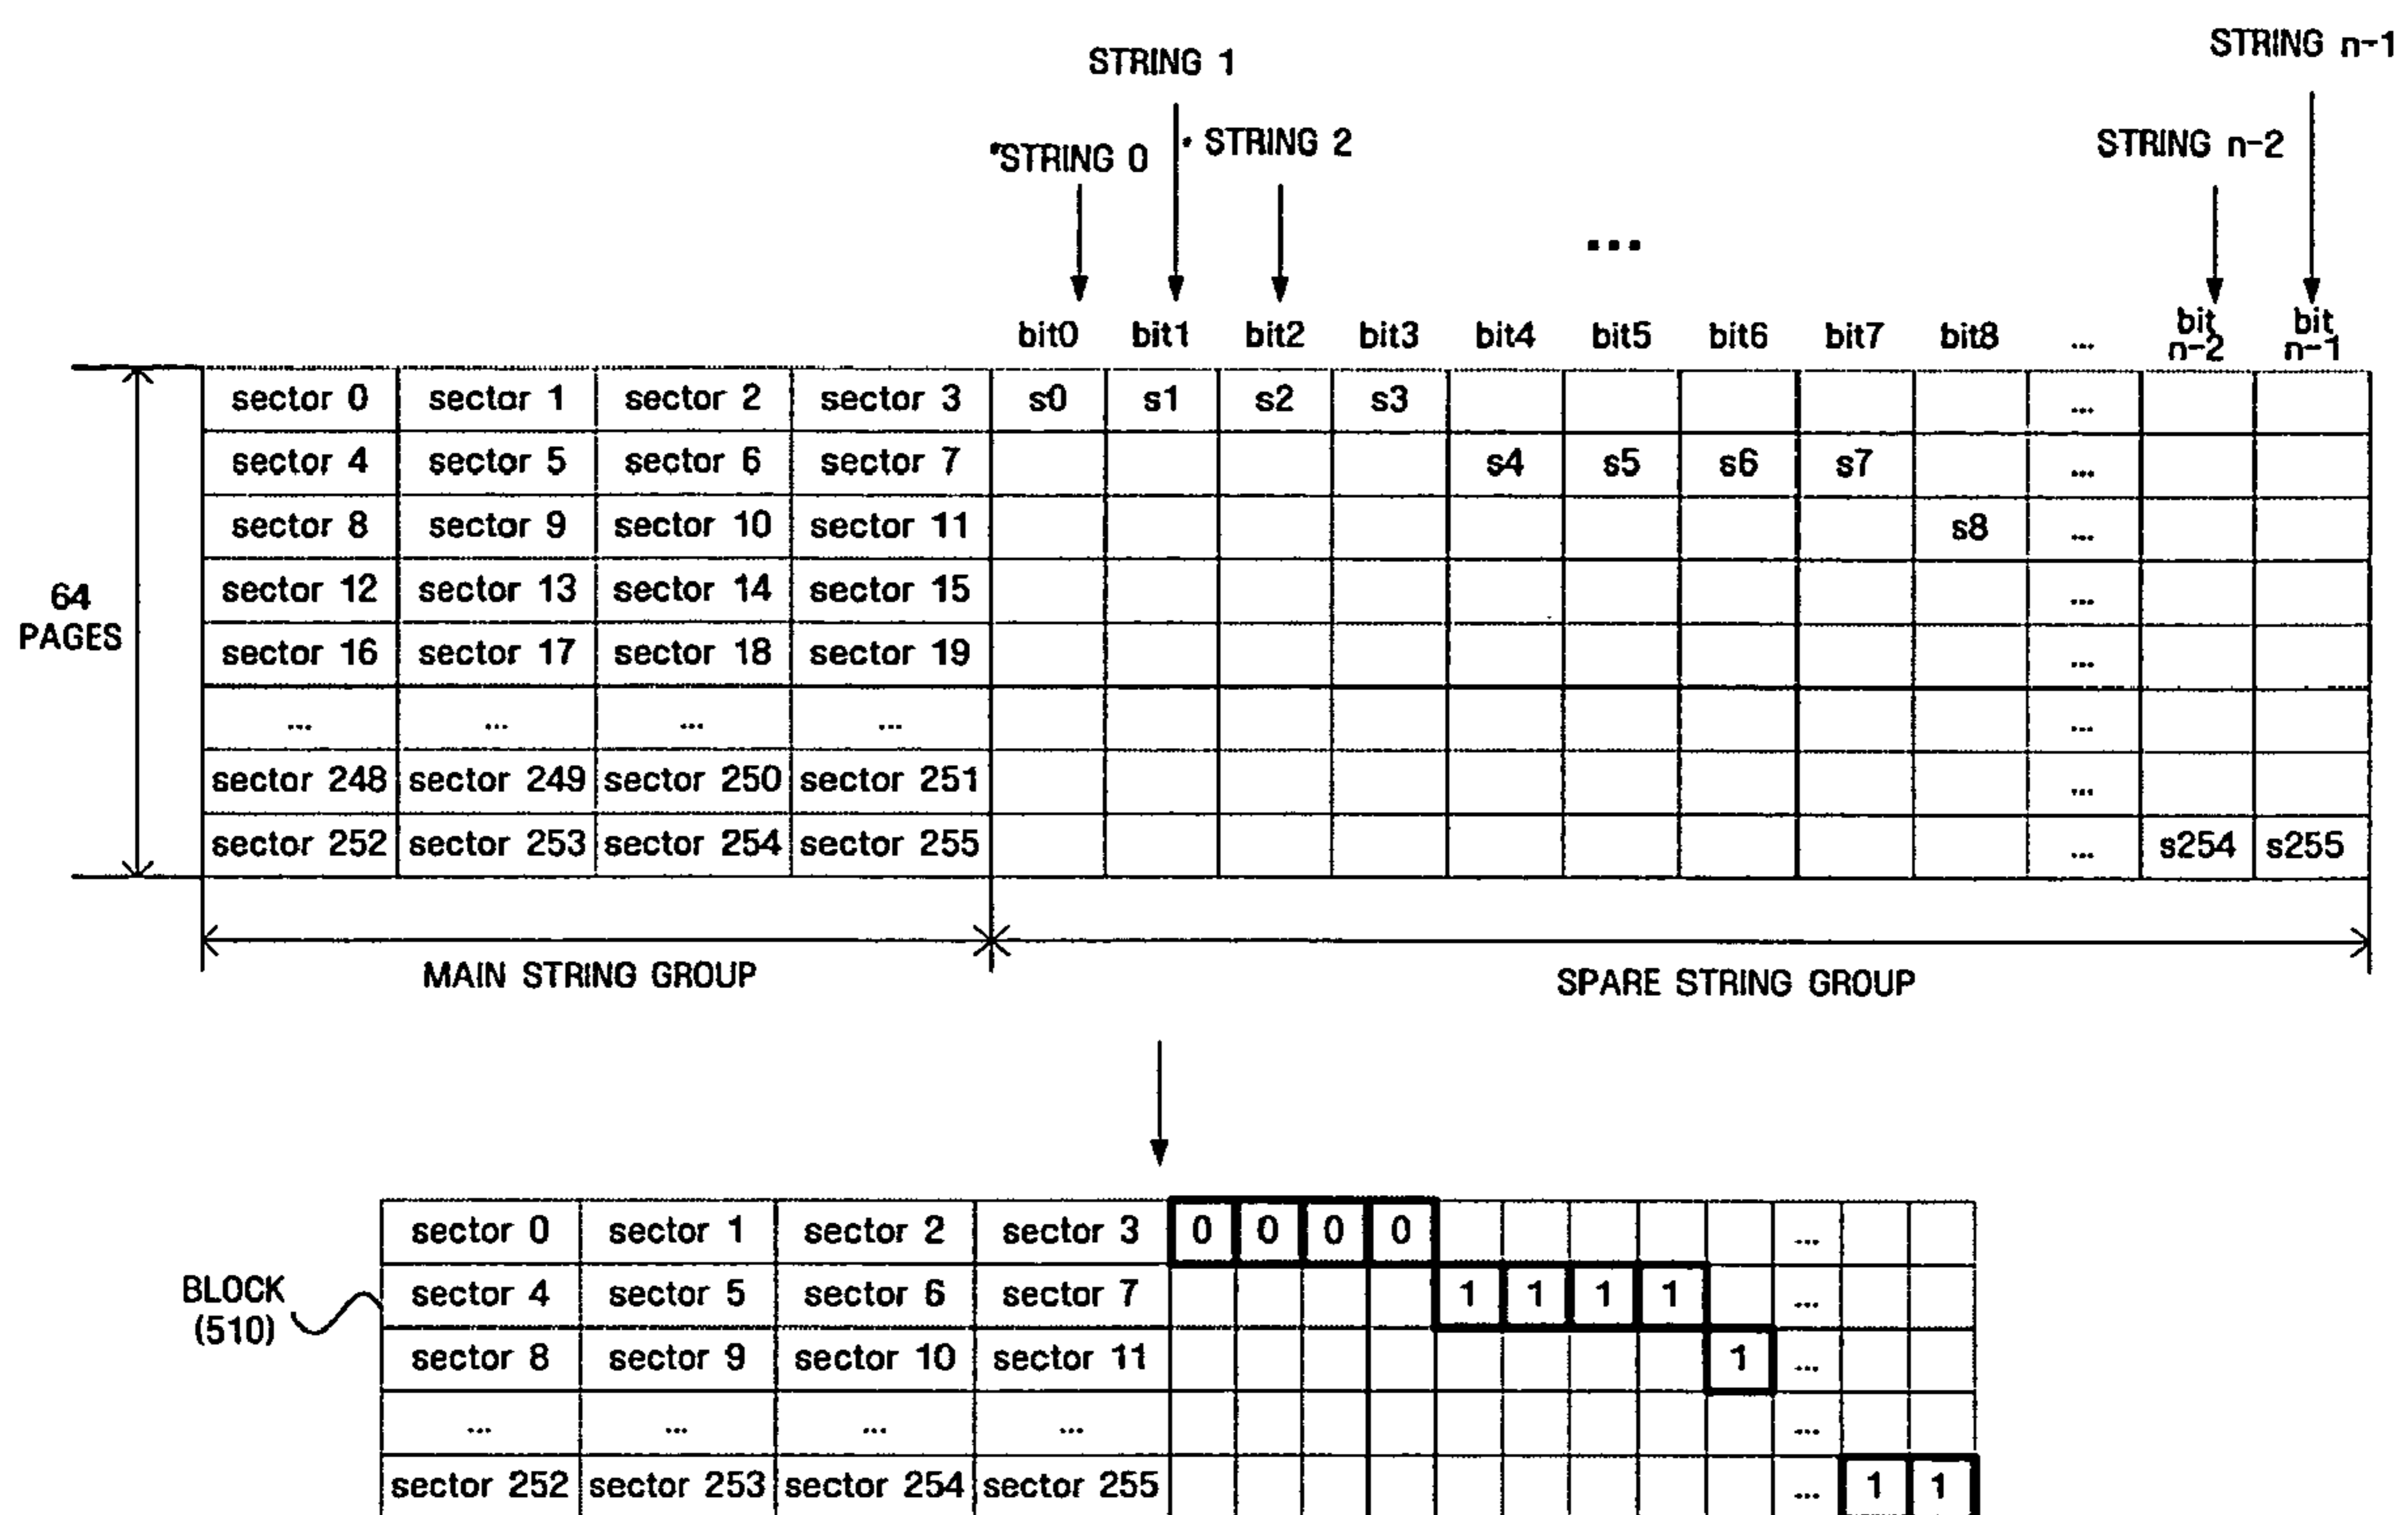 STRING n-1
STRING 1
STRING n-2
STRING 2
STRING 0
...
bit0 bit1 bit2 bit3 bit4 bit5 bit6 bit7 bit8 ... bit n-2 bit n-1
sector 0 sector 1 sector 2 sector 3 s0 s1 s2 s3 ...
sector 4 sector 5 sector 6 sector 7 s4 s5 s6 s7 ...
sector 8 sector 9 sector 10 sector 11 s8 ...
64
PAGES
sector 12 sector 13 sector 14 sector 15 ...
sector 16 sector 17 sector 18 sector 19 ...
... ... ... ... ...
sector 248 sector 249 sector 250 sector 251 ...
sector 252 sector 253 sector 254 sector 255 ... s254 s255
MAIN STRING GROUP
SPARE STRING GROUP
sector 0 sector 1 sector 2 sector 3 0 0 0 0 ...
BLOCK
(510)
sector 4 sector 5 sector 6 sector 7 1 1 1 1 ...
sector 8 sector 9 sector 10 sector 11 1 ...
... ... ... ... ...
sector 252 sector 253 sector 254 sector 255 ... 1 1